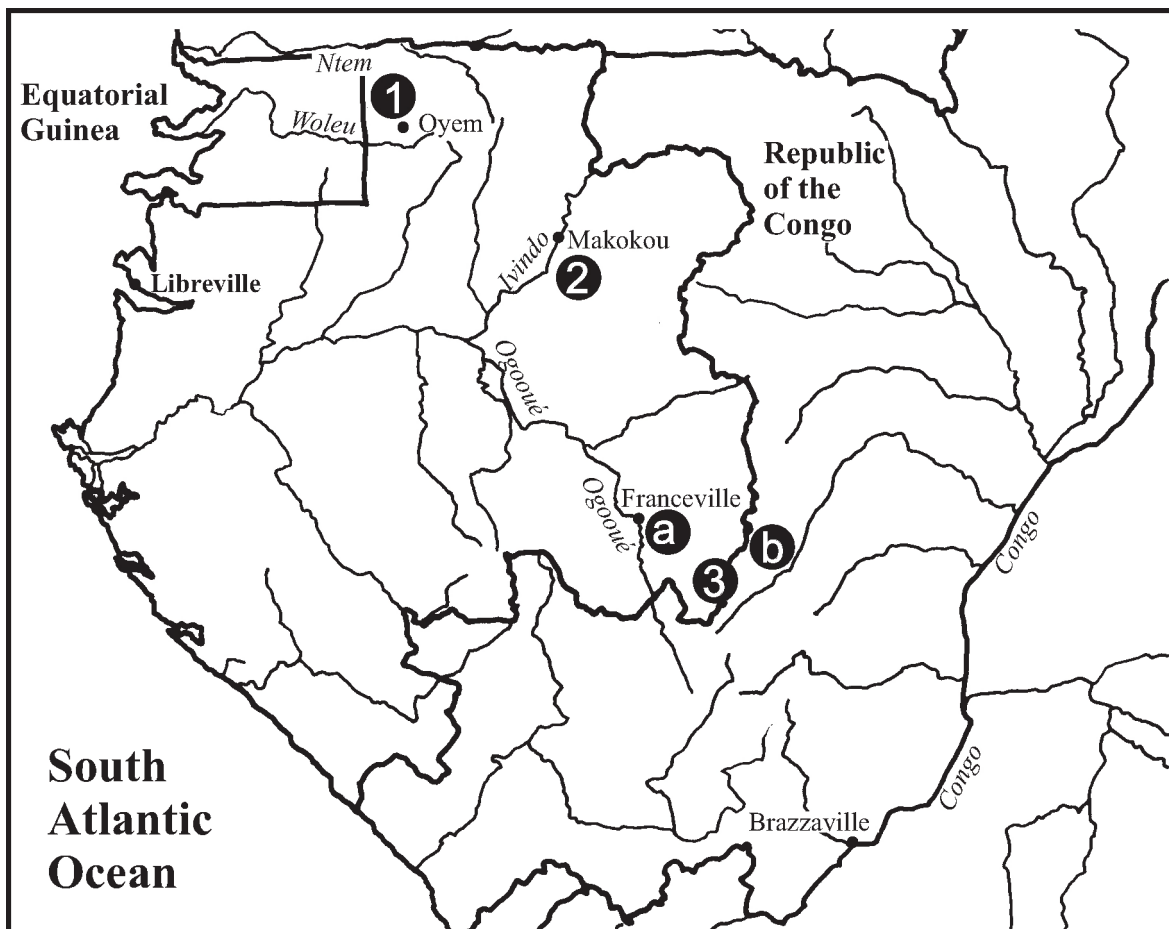 Ntem
Equatorial
Guinea
1
Woleu
Oyem
Republic
of the
Congo
Ivindo
Makokou
2
Libreville
Ogooué
Franceville
Ogooué
a
b
3
Congo
South
Atlantic
Ocean
Congo
Brazzaville